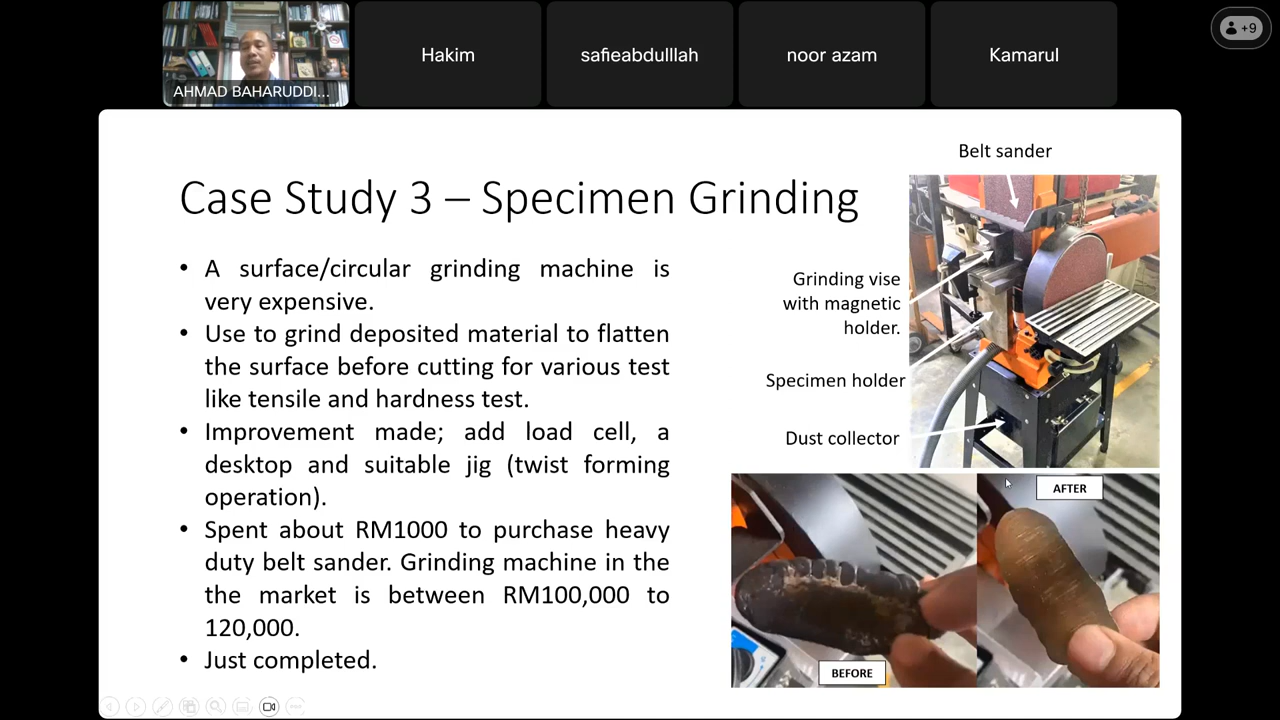 AHMAD BAHARUDDI...
Hakim
safieabdulllah
noor azam
Kamarul
+9
Case Study 3 – Specimen Grinding
• A surface/circular grinding machine is
very expensive.
• Use to grind deposited material to flatten
the surface before cutting for various test
like tensile and hardness test.
• Improvement made; add load cell, a
desktop and suitable jig (twist forming
operation).
• Spent about RM1000 to purchase heavy
duty belt sander. Grinding machine in the
the market is between RM100,000 to
120,000.
• Just completed.
Belt sander
Grinding vise
with magnetic
holder.
Specimen holder
Dust collector
BEFORE
AFTER